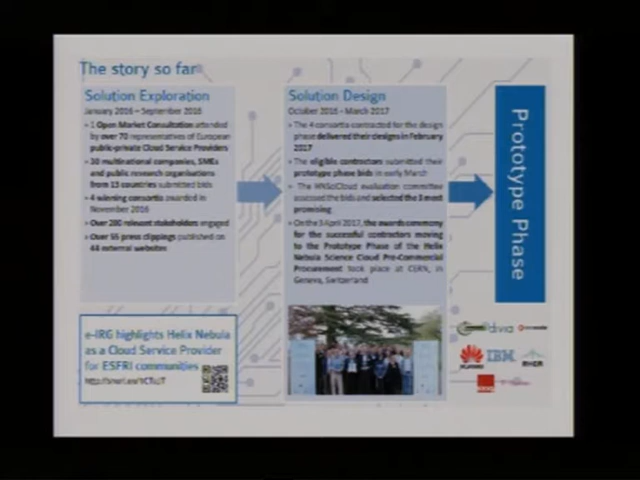 The story so far
Solution Exploration
January 2016 – September 2016
1 Open Market Consultation attended
by over 70 representatives of European
public-private Cloud Service Providers
30 multinational companies, SMEs
and public research organisations
from 13 countries submitted bids
4 winning consortia awarded in
November 2016
Over 200 relevant stakeholders engaged
Over 55 press clippings published on
48 external websites
Solution Design
October 2016 – March 2017
The 4 consortia contracted for the design
phase delivered their designs in February
2017
The eligible contractors submitted their
prototype phase bids in early March
The HNSciCloud evaluation committee
assessed the bids and selected the 3 most
promising
On the 3 April 2017, the awards ceremony
for the successful contractors moving
to the Prototype Phase of the Helix
Nebula Science Cloud Pre-Commercial
Procurement took place at CERN, in
Geneva, Switzerland
Prototype Phase
e-IRG highlights Helix Nebula
as a Cloud Service Provider
for ESFRI communities
HUAWEI
IBM
RHEA